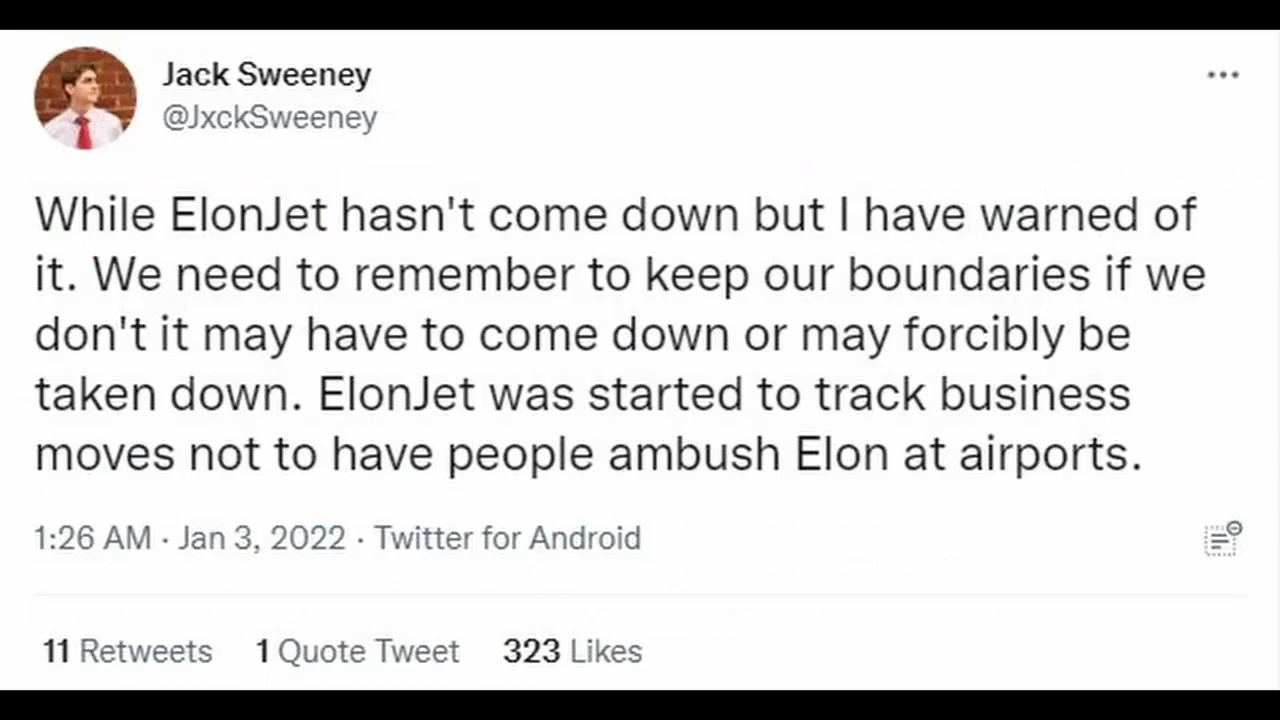 Jack Sweeney
@JxckSweeney
While ElonJet hasn't come down but I have warned of
it. We need to remember to keep our boundaries if we
don't it may have to come down or may forcibly be
taken down. ElonJet was started to track business
moves not to have people ambush Elon at airports.
1:26 AM · Jan 3, 2022 · Twitter for Android
11 Retweets 1 Quote Tweet 323 Likes